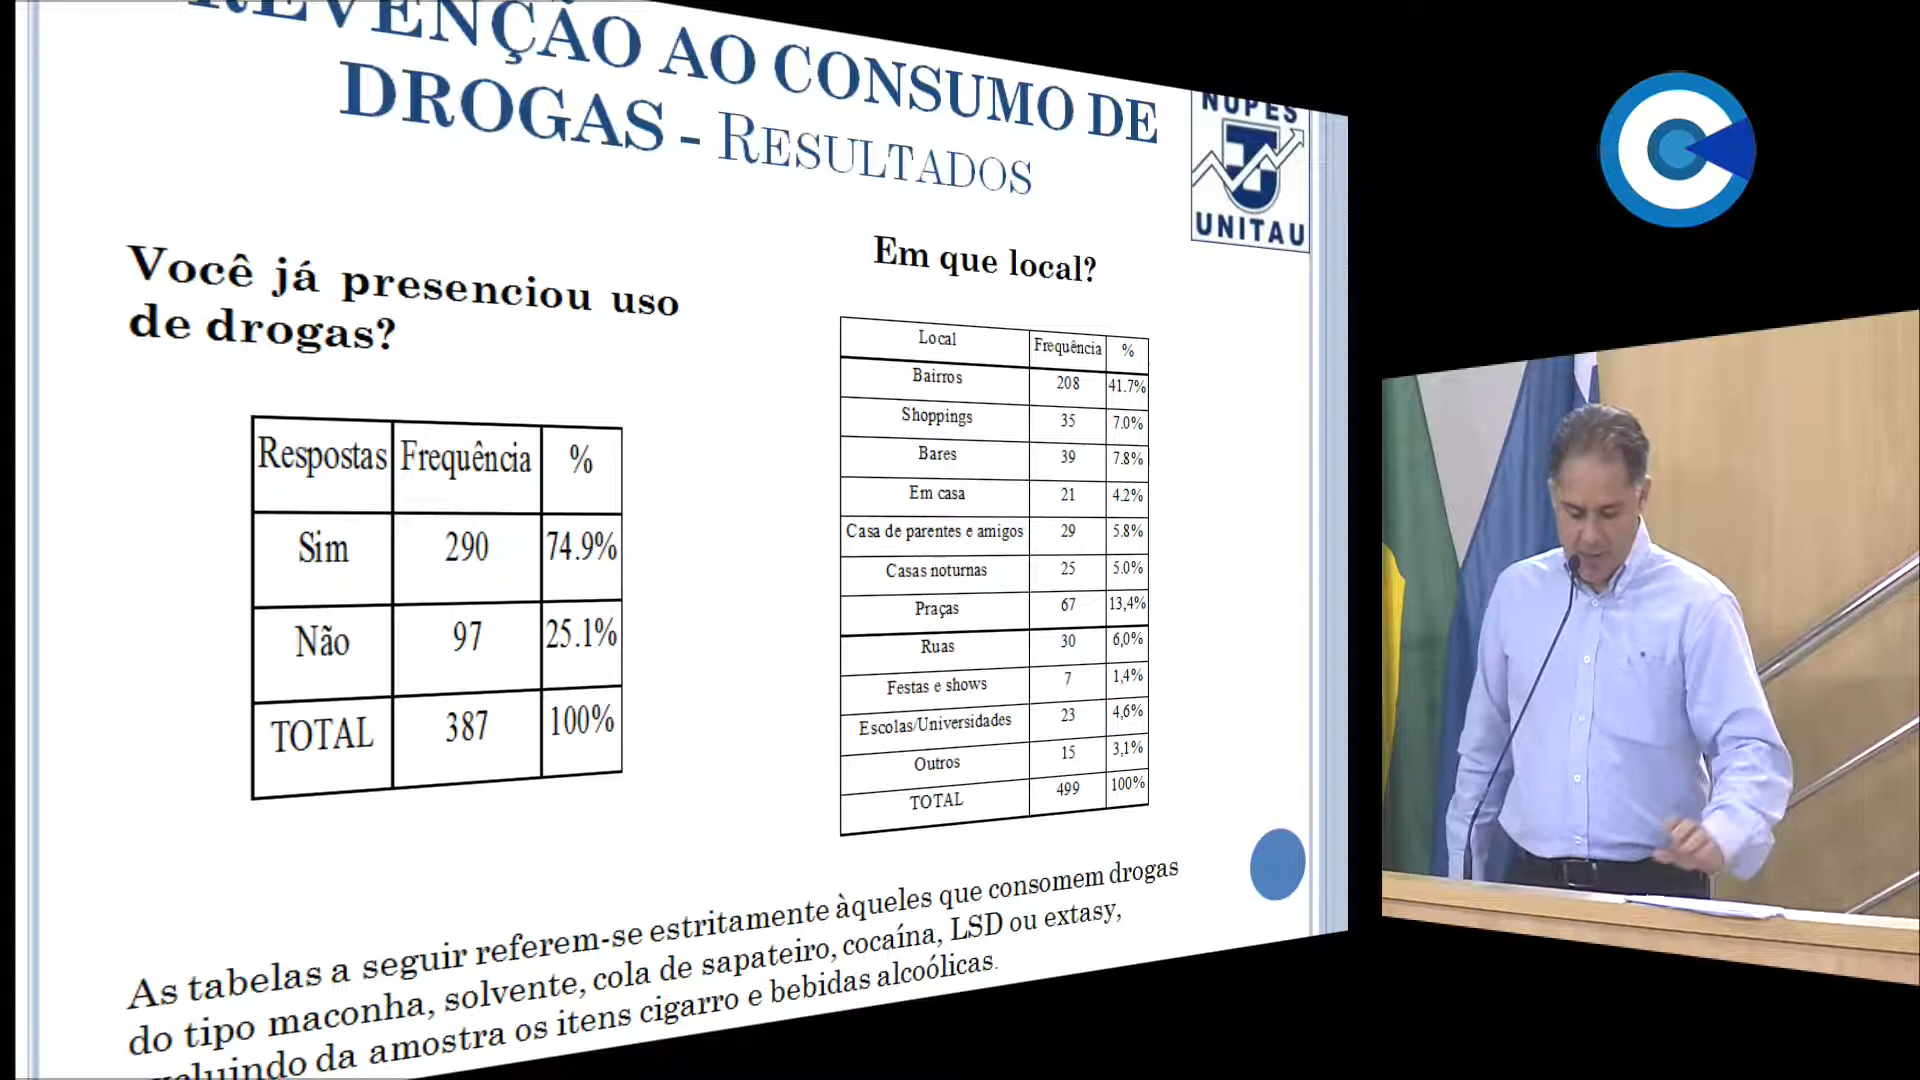 REVENÇÃO AO CONSUMO DE
DROGAS - RESULTADOS
NUPES
UNITAU
Você já presenciou uso
de drogas?
Respostas Frequência %
Sim 290 74.9%
Não 97 25.1%
TOTAL 387 100%
Em que local?
Local Frequência %
Bairros 208 41.7%
Shoppings 35 7.0%
Bares 39 7.8%
Em casa 21 4.2%
Casa de parentes e amigos 29 5.8%
Casas noturnas 25 5.0%
Praças 67 13,4%
Ruas 30 6,0%
Festas e shows 7 1,4%
Escolas/Universidades 23 4,6%
Outros 15 3,1%
TOTAL 499 100%
As tabelas a seguir referem-se estritamente àqueles que consomem drogas
do tipo maconha, solvente, cola de sapateiro, cocaína, LSD ou extasy,
da amostra os itens cigarro e bebidas alcoólicas.